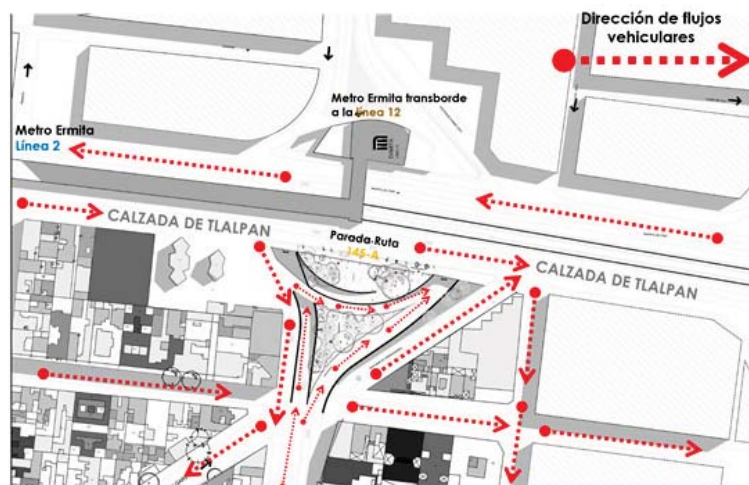 Dirección de flujos
vehiculares
Metro Ermita transborde
a la línea 12
Metro Ermita
Línea 2
CALZADA DE TLALPAN
Parada-Ruta
145-A
CALZADA DE TLALPAN